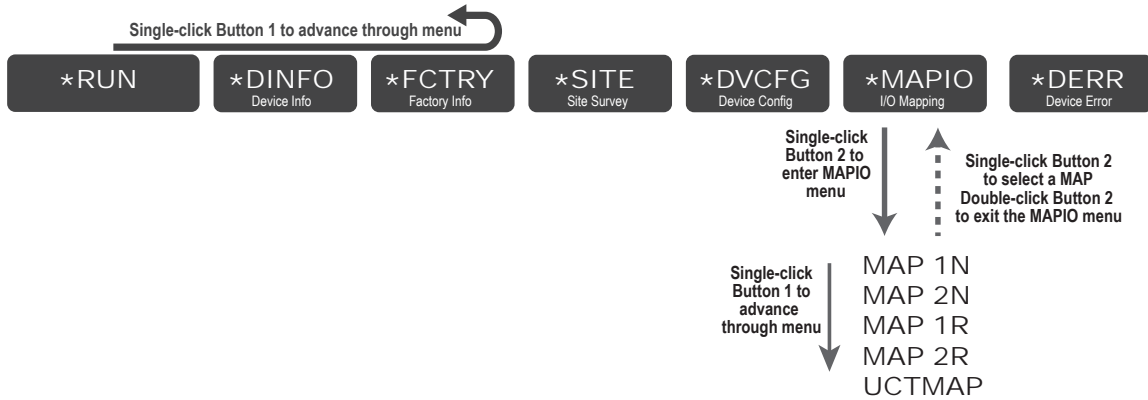 Single-click Button 1 to advance through menu
*RUN
*DINFO
Device Info
*FCTRY
Factory Info
*SITE
Site Survey
*DVCFG
Device Config
*MAPIO
I/O Mapping
*DERR
Device Error
Single-click
Button 2 to
enter MAPIO
menu
Single-click Button 2
to select a MAP
Double-click Button 2
to exit the MAPIO menu
Single-click
Button 1 to
advance
through menu
MAP 1N
MAP 2N
MAP 1R
MAP 2R
UCTMAP